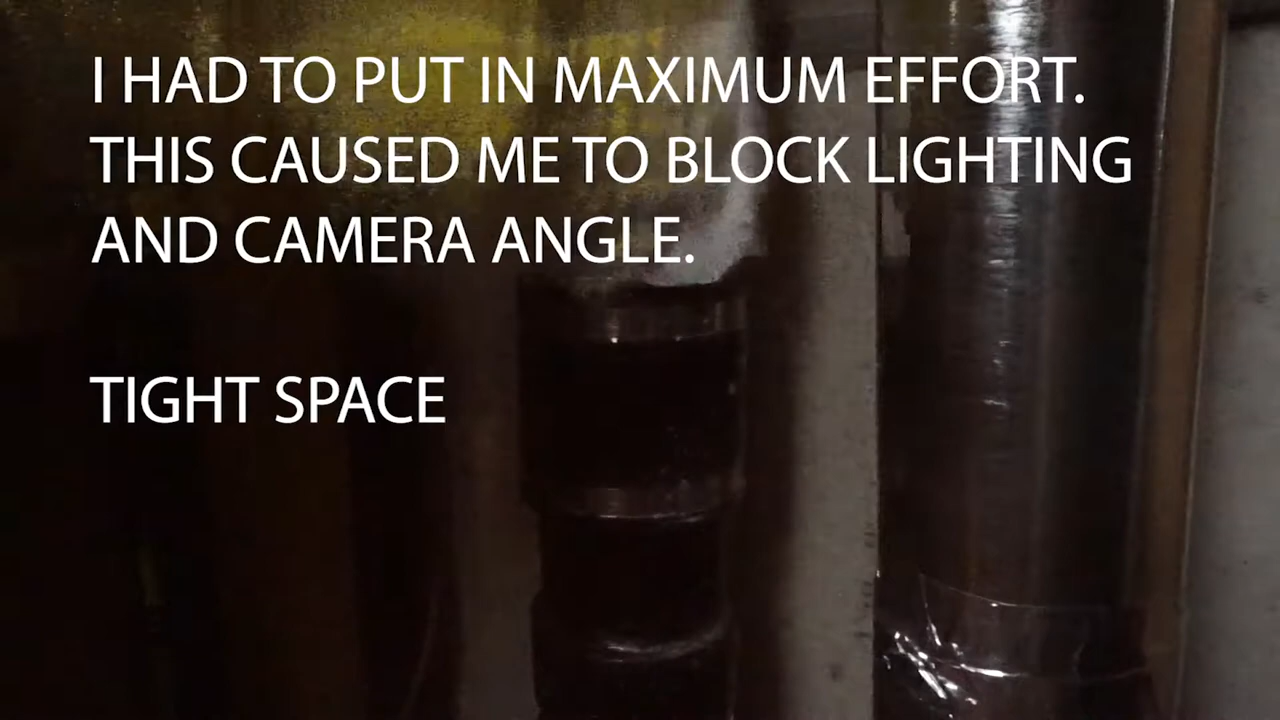 I HAD TO PUT IN MAXIMUM EFFORT.
THIS CAUSED ME TO BLOCK LIGHTING
AND CAMERA ANGLE.
TIGHT SPACE